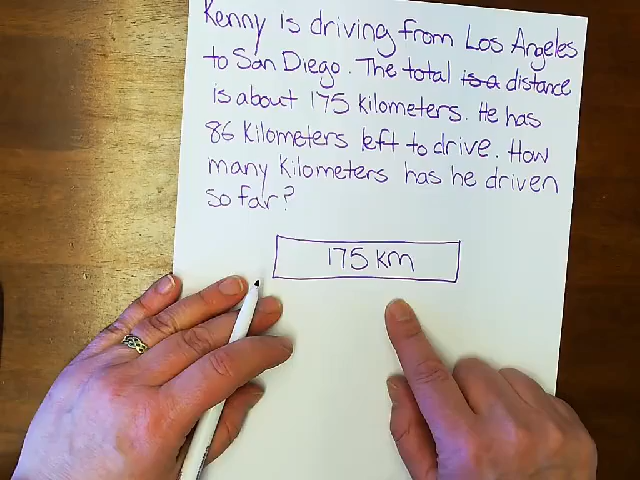 Kenny is driving from Los Angeles
to San Diego. The total is a distance
is about 175 kilometers. He has
86 kilometers left to drive. How
many kilometers has he driven
so far?
175 km